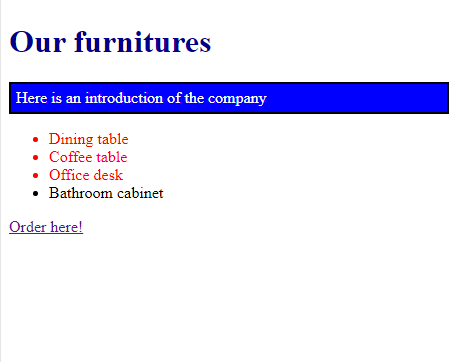 Our furnitures
Here is an introduction of the company
Dining table
Coffee table
Office desk
Bathroom cabinet
Order here!